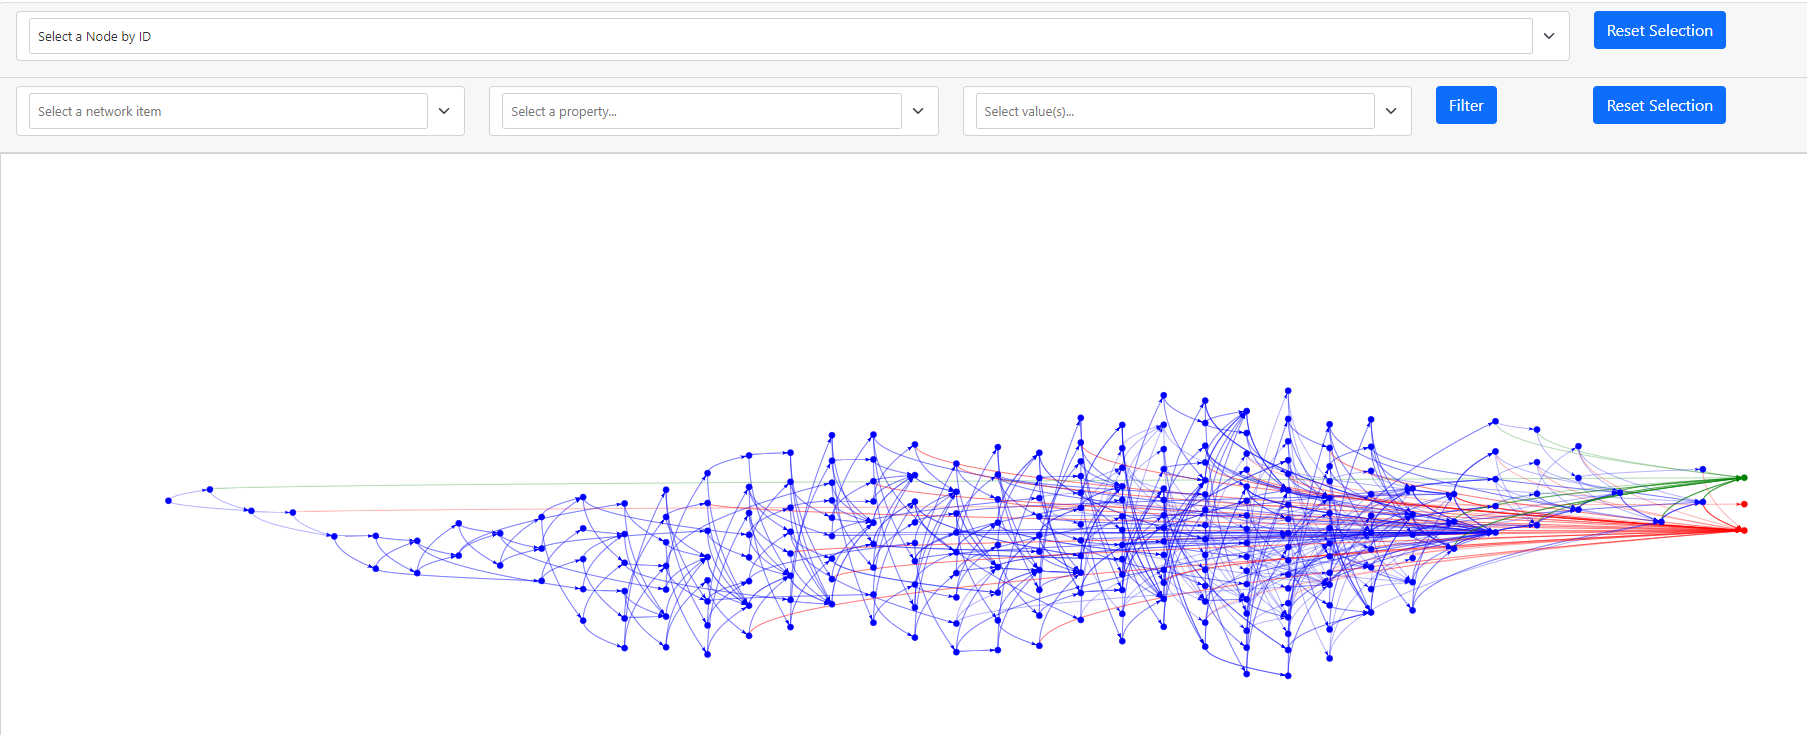 Select a Node by ID
Reset Selection
Select a network item
Select a property...
Select value(s)...
Filter
Reset Selection